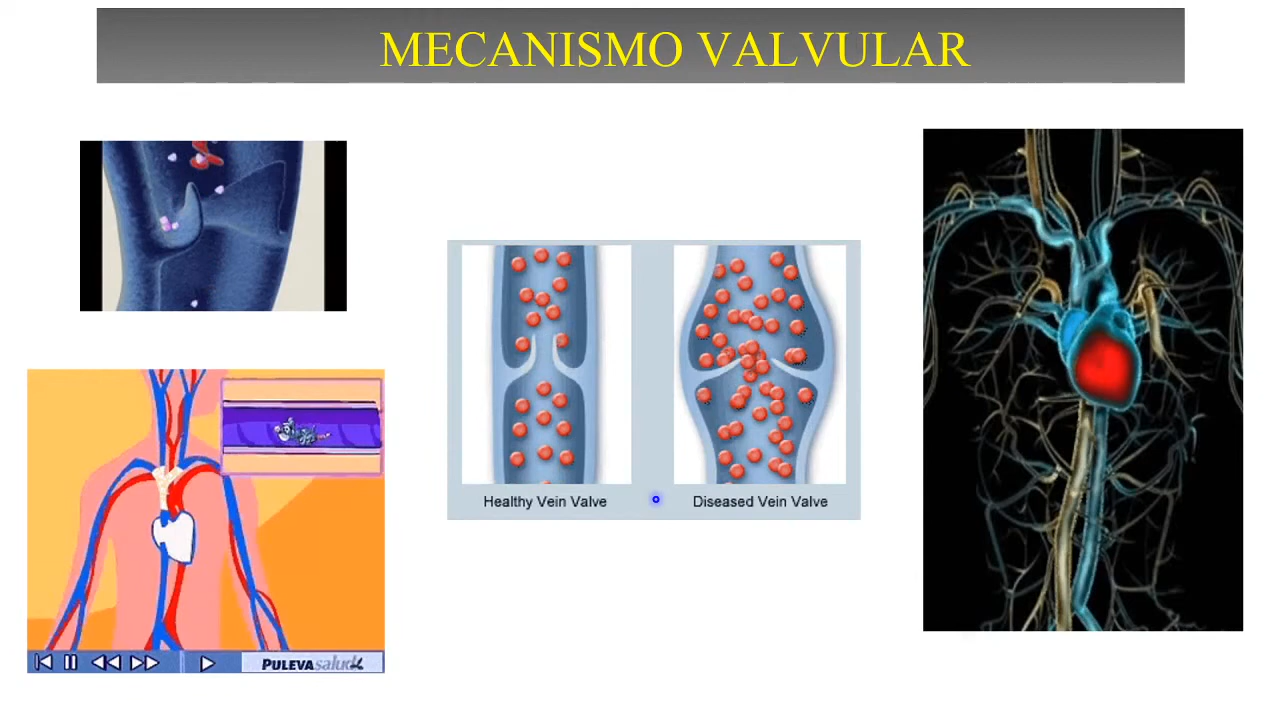 MECANISMO VALVULAR
Healthy Vein Valve
Diseased Vein Valve
PULEVAsalud